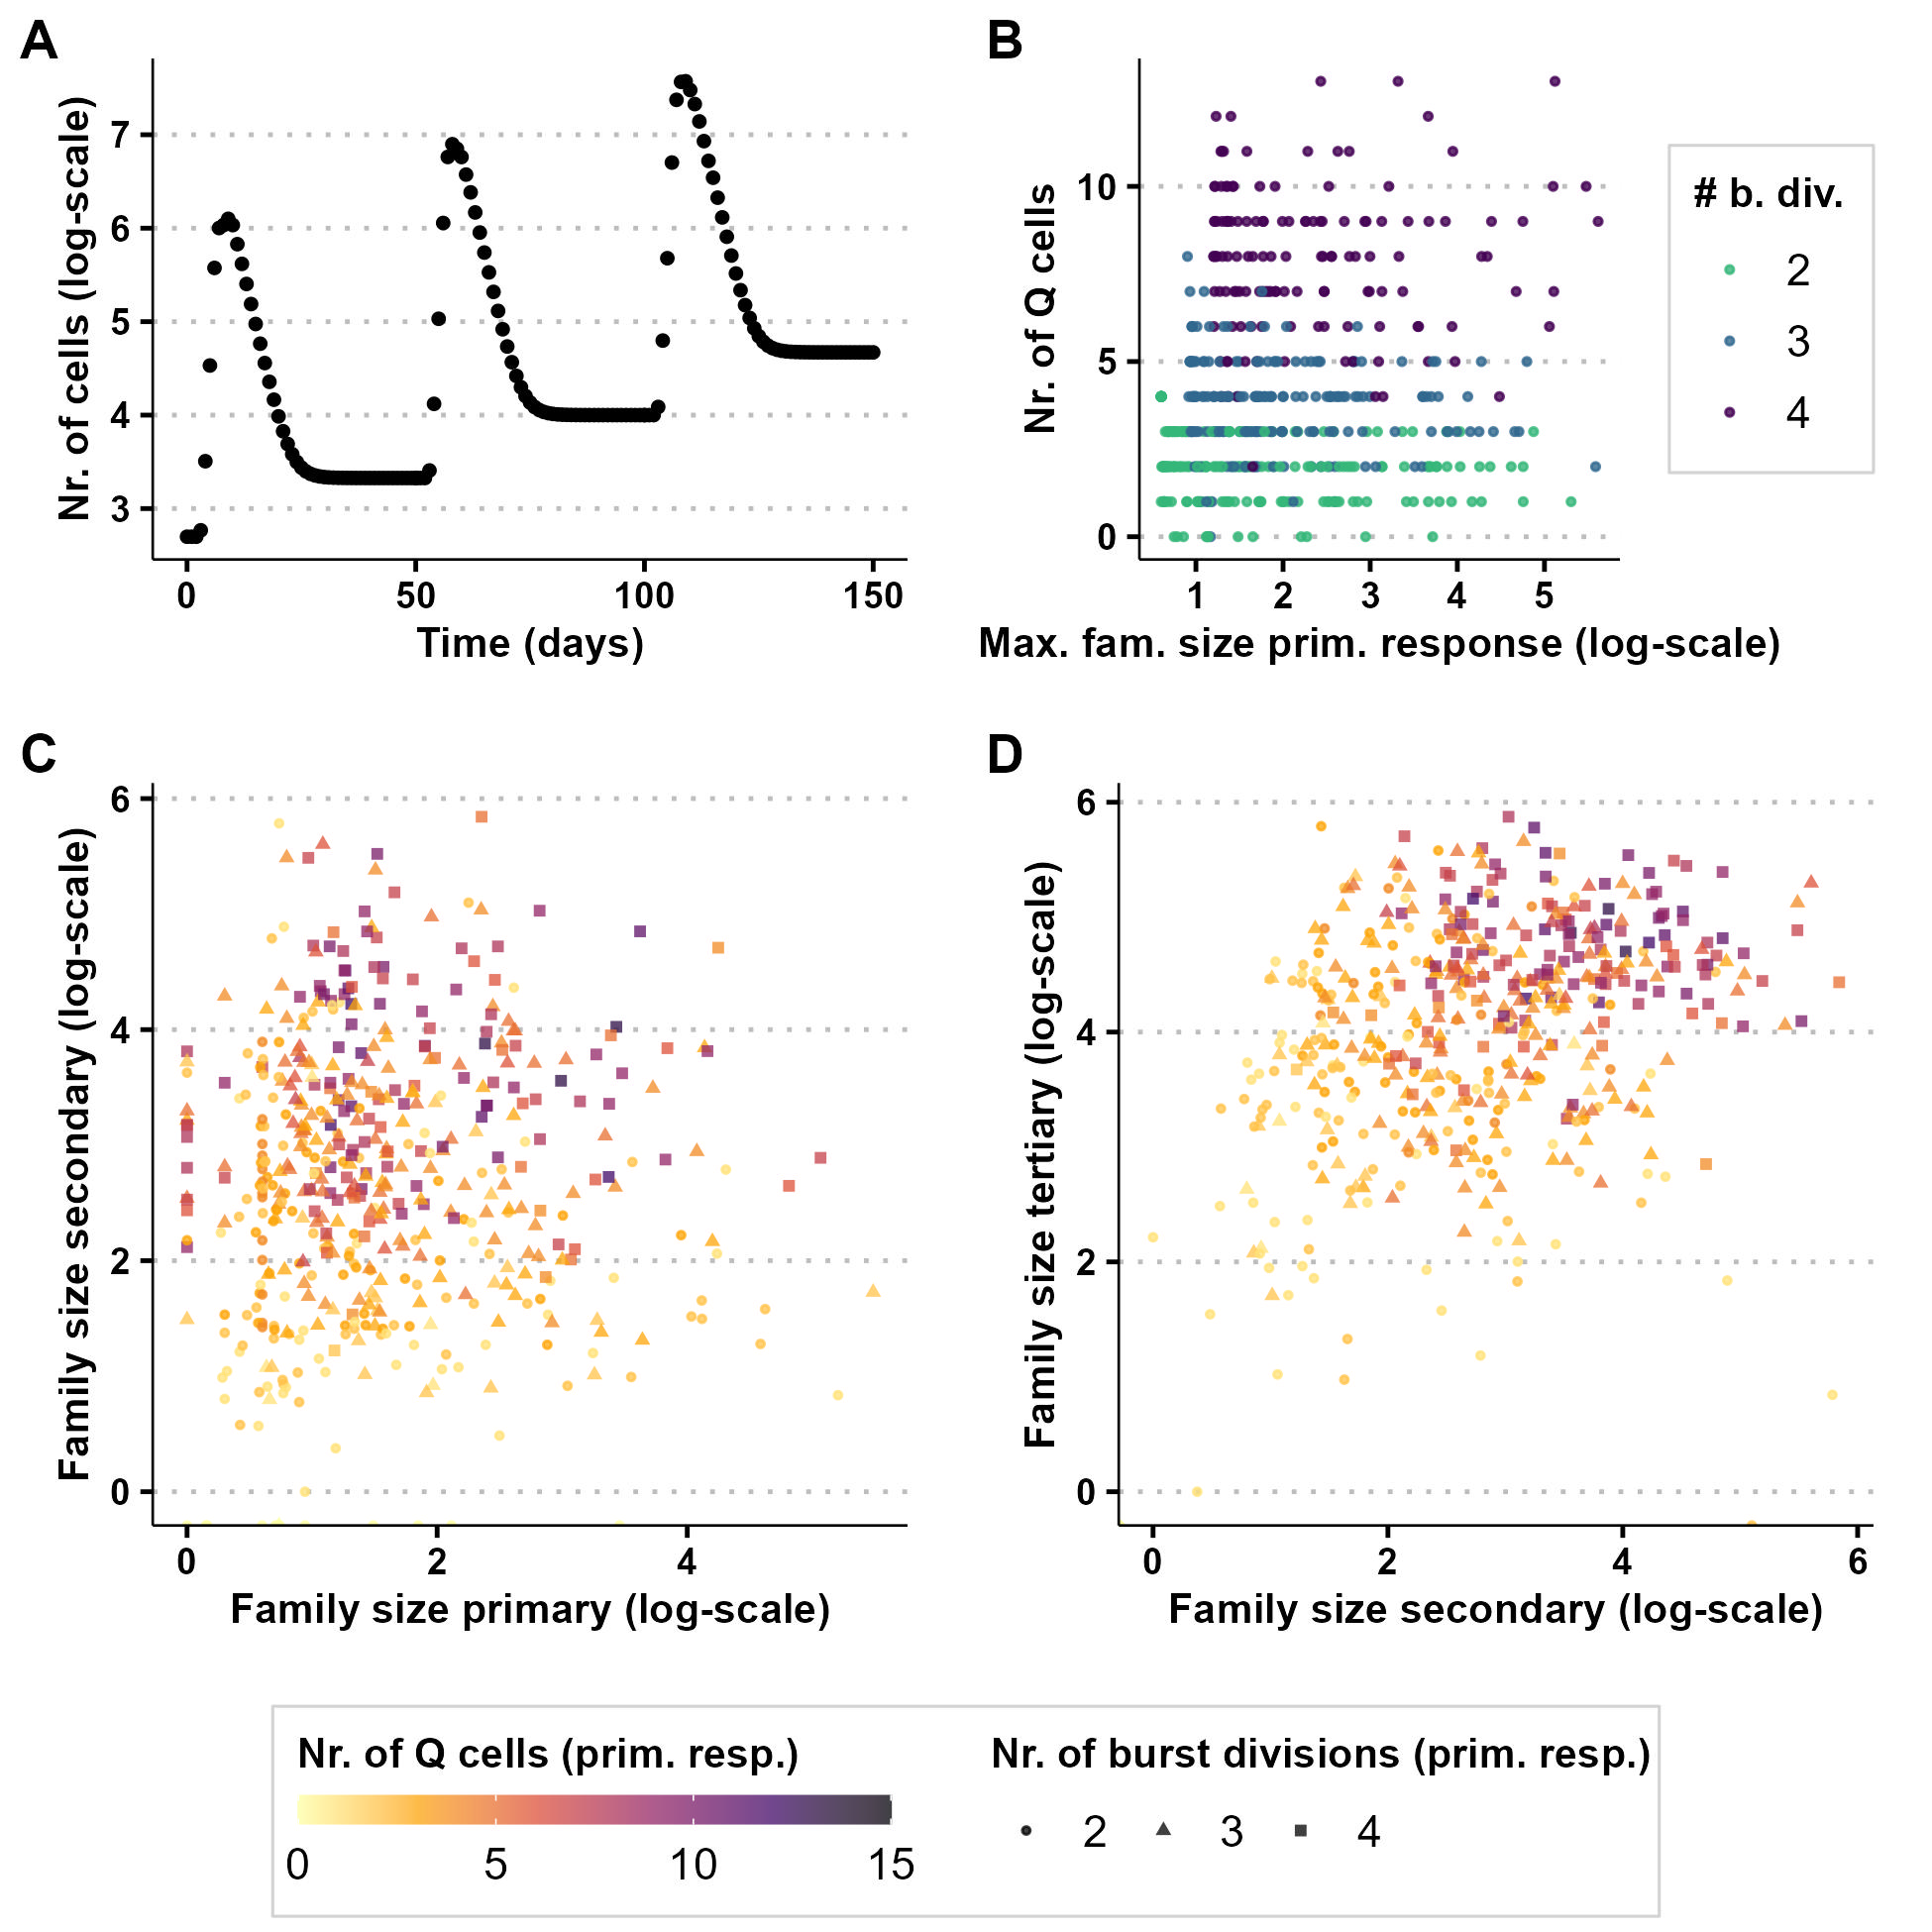 A
Nr. of cells (log-scale)
7
6
5
4
3
0 50 100 150
Time (days)
B
Nr. of Q cells
10
5
0
1 2 3 4 5
Max. fam. size prim. response (log-scale)
# b. div.
2
3
4
C
Family size secondary (log-scale)
6
4
2
0
0 2 4
Family size primary (log-scale)
D
Family size tertiary (log-scale)
6
4
2
0
0 2 4 6
Family size secondary (log-scale)
Nr. of Q cells (prim. resp.)
0 5 10 15
Nr. of burst divisions (prim. resp.)
2 3 4